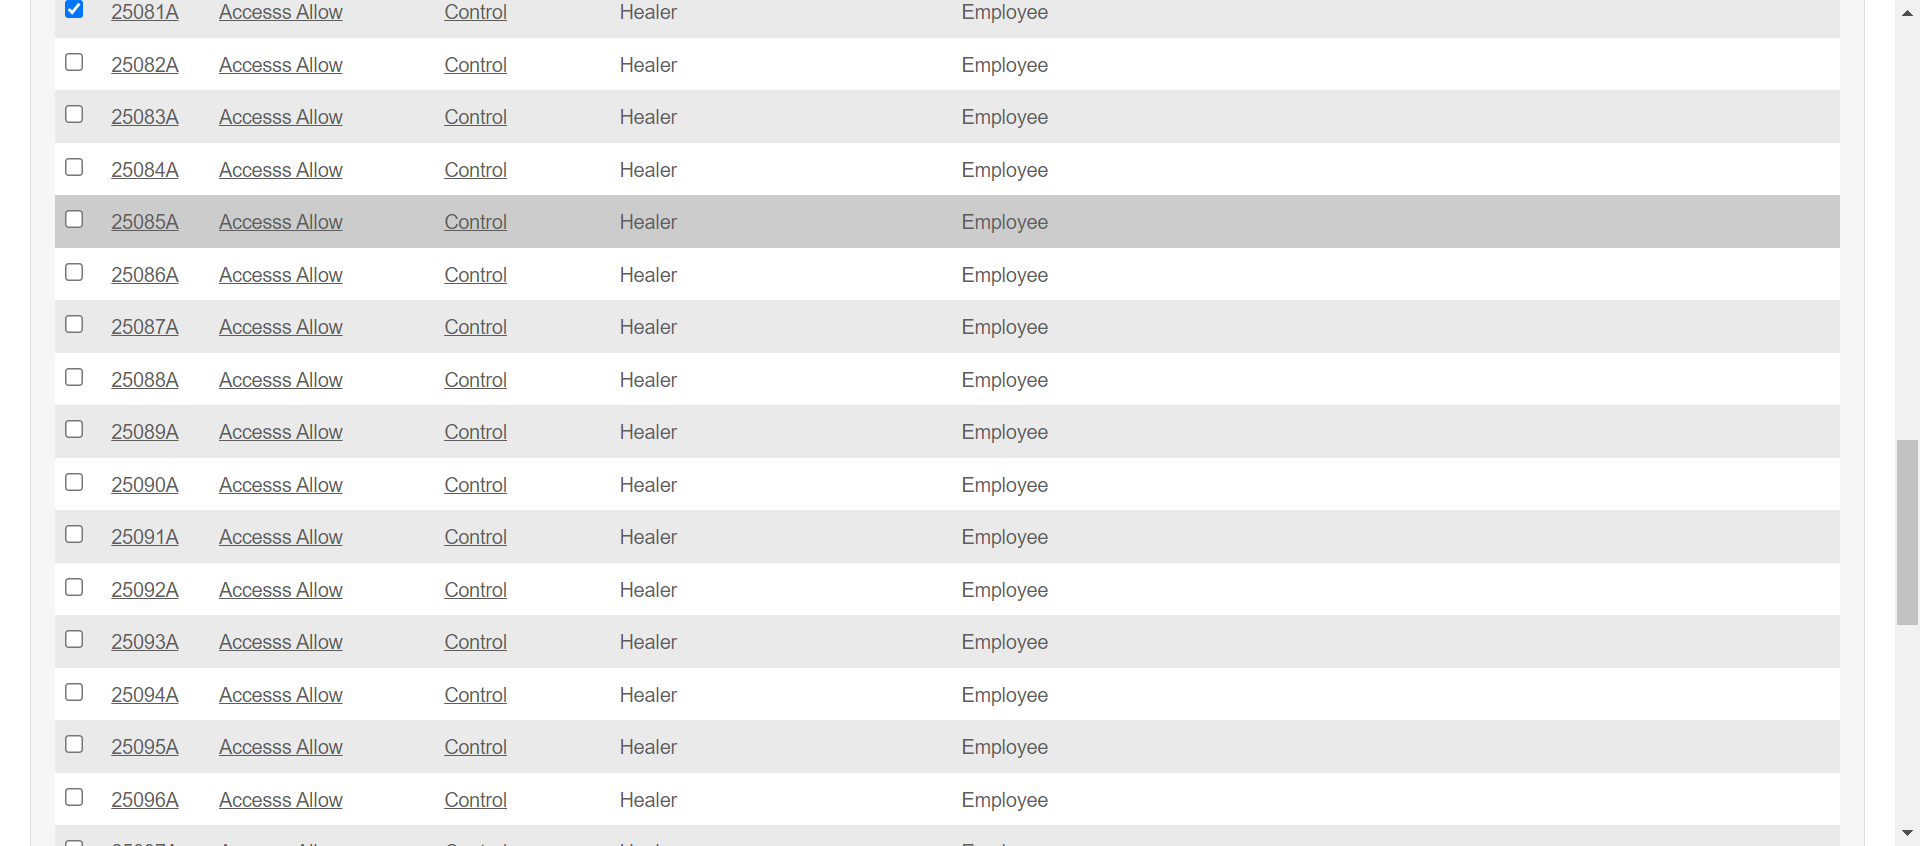 25081A Accesss Allow Control Healer Employee
25082A Accesss Allow Control Healer Employee
25083A Accesss Allow Control Healer Employee
25084A Accesss Allow Control Healer Employee
25085A Accesss Allow Control Healer Employee
25086A Accesss Allow Control Healer Employee
25087A Accesss Allow Control Healer Employee
25088A Accesss Allow Control Healer Employee
25089A Accesss Allow Control Healer Employee
25090A Accesss Allow Control Healer Employee
25091A Accesss Allow Control Healer Employee
25092A Accesss Allow Control Healer Employee
25093A Accesss Allow Control Healer Employee
25094A Accesss Allow Control Healer Employee
25095A Accesss Allow Control Healer Employee
25096A Accesss Allow Control Healer Employee